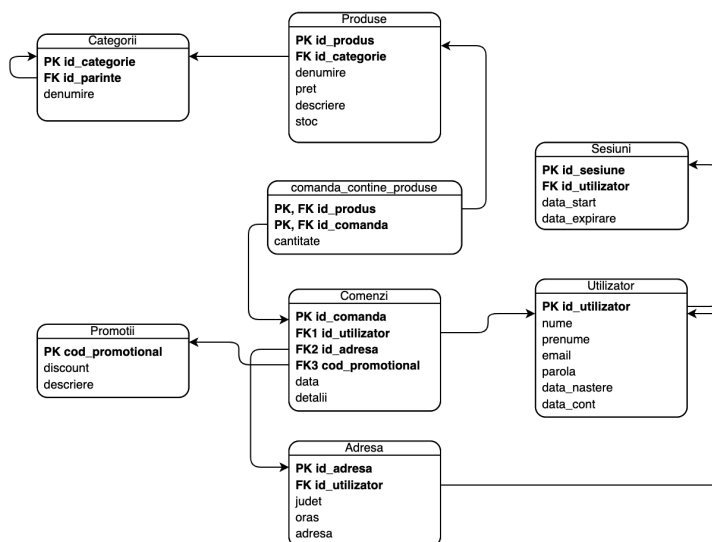 Categorii
PK id_categorie
FK id_parinte
denumire
Produse
PK id_produs
FK id_categorie
denumire
pret
descriere
stoc
Sesiuni
PK id_sesiune
FK id_utilizator
data_start
data_expirare
comanda_contine_produse
PK, FK id_produs
PK, FK id_comanda
cantitate
Promotii
PK cod_promotional
discount
descriere
Comenzi
PK id_comanda
FK1 id_utilizator
FK2 id_adresa
FK3 cod_promotional
data
detalii
Utilizator
PK id_utilizator
nume
prenume
email
parola
data_nastere
data_cont
Adresa
PK id_adresa
FK id_utilizator
judet
oras
adresa